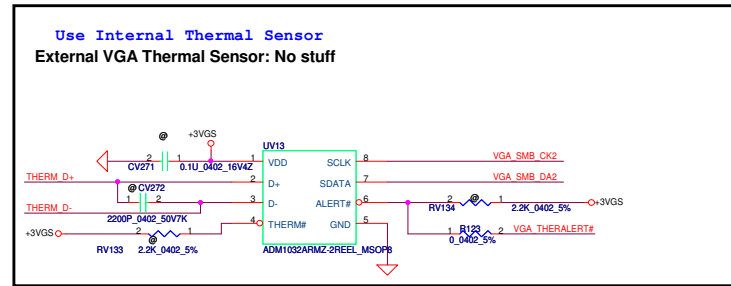 Use Internal Thermal Sensor
External VGA Thermal Sensor: No stuff
@
+3VGS
UV13
2 1
CV271
0.1U_0402_16V4Z
1 VDD SCLK 8 VGA_SMB_CK2
THERM_D+
@ CV272
2 D+ SDATA 7 VGA_SMB_DA2
1 2
THERM_D-
2200P_0402_50V7K
3 D- ALERT# 6
2 @ 1 +3VGS
RV134 2.2K_0402_5%
+3VGS
2 1
@
RV133 2.2K_0402_5%
4 THERM# GND 5
R123
1 2 VGA_THERALERT#
0_0402_5%
ADM1032ARMZ-2REEL_MSOP8